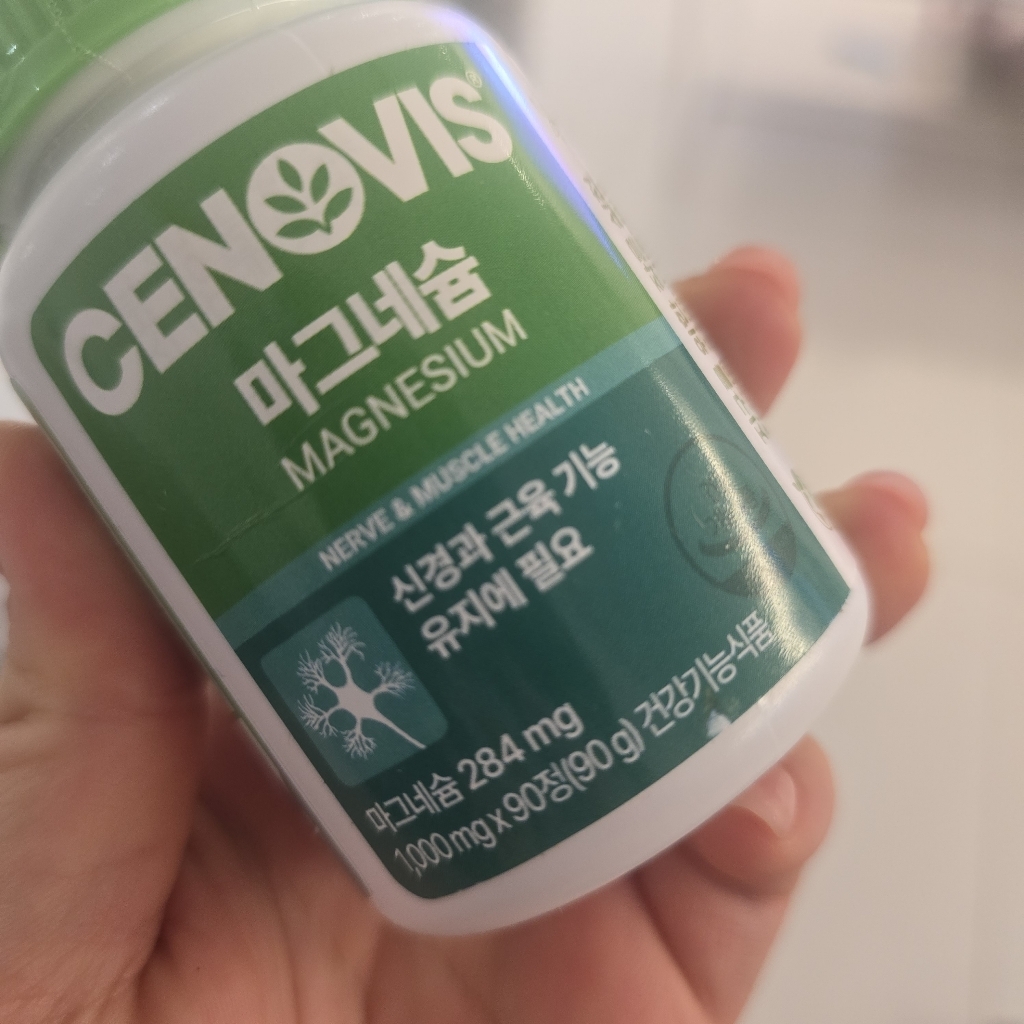 CENOVIS®
마그네슘
MAGNESIUM
NERVE & MUSCLE HEALTH
신경과 근육 기능
유지에 필요
마그네슘 284 mg
1,000 mg x 90정(90 g) 건강기능식품